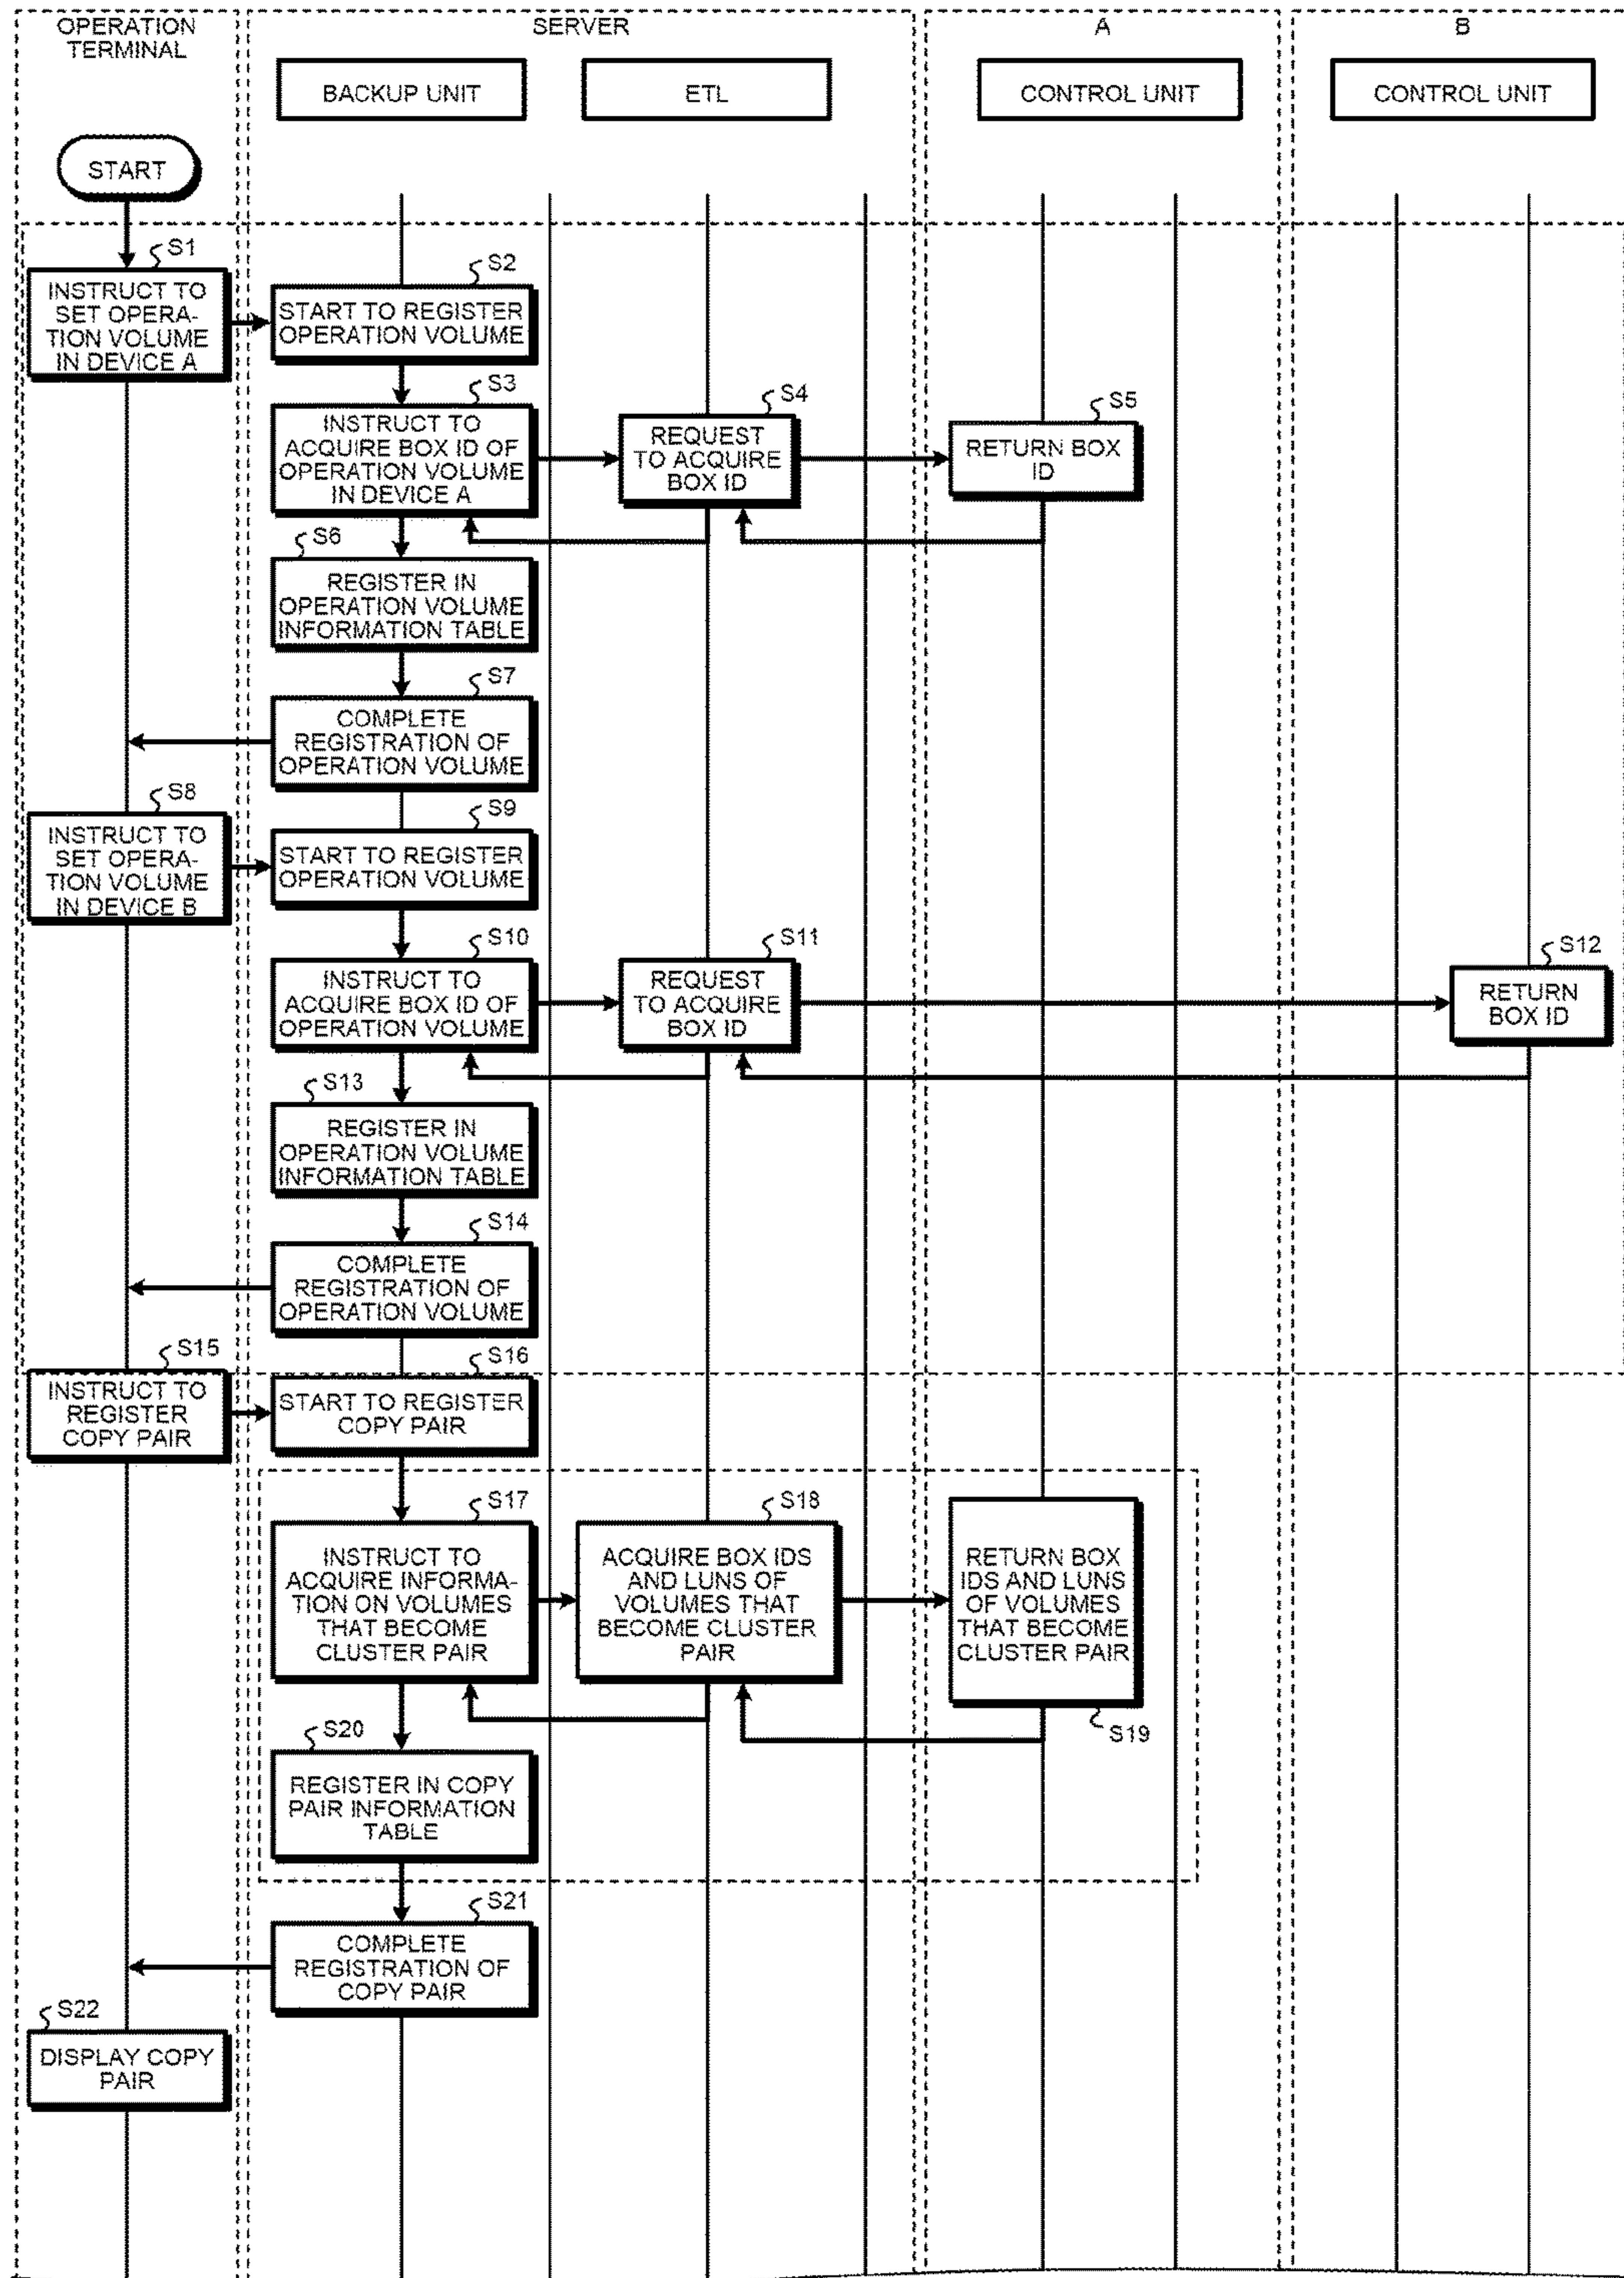 OPERATION
TERMINAL
SERVER
A
B
BACKUP UNIT
ETL
CONTROL UNIT
CONTROL UNIT
START
S1
INSTRUCT TO
SET OPERA-
TION VOLUME
IN DEVICE A
S2
START TO REGISTER
OPERATION VOLUME
S3
INSTRUCT TO
ACQUIRE BOX ID OF
OPERATION VOLUME
IN DEVICE A
S4
REQUEST
TO ACQUIRE
BOX ID
S5
RETURN BOX
ID
S6
REGISTER IN
OPERATION VOLUME
INFORMATION TABLE
S7
COMPLETE
REGISTRATION OF
OPERATION VOLUME
S8
INSTRUCT TO
SET OPERA-
TION VOLUME
IN DEVICE B
S9
START TO REGISTER
OPERATION VOLUME
S10
INSTRUCT TO
ACQUIRE BOX ID OF
OPERATION VOLUME
S11
REQUEST
TO ACQUIRE
BOX ID
S12
RETURN
BOX ID
S13
REGISTER IN
OPERATION VOLUME
INFORMATION TABLE
S14
COMPLETE
REGISTRATION OF
OPERATION VOLUME
S15
INSTRUCT TO
REGISTER
COPY PAIR
S16
START TO REGISTER
COPY PAIR
S17
INSTRUCT TO
ACQUIRE INFORMA-
TION ON VOLUMES
THAT BECOME
CLUSTER PAIR
S18
ACQUIRE BOX IDS
AND LUNS OF
VOLUMES THAT
BECOME CLUSTER
PAIR
RETURN BOX
IDS AND LUNS
OF VOLUMES
THAT BECOME
CLUSTER PAIR
S19
S20
REGISTER IN COPY
PAIR INFORMATION
TABLE
S21
COMPLETE
REGISTRATION OF
COPY PAIR
S22
DISPLAY COPY
PAIR